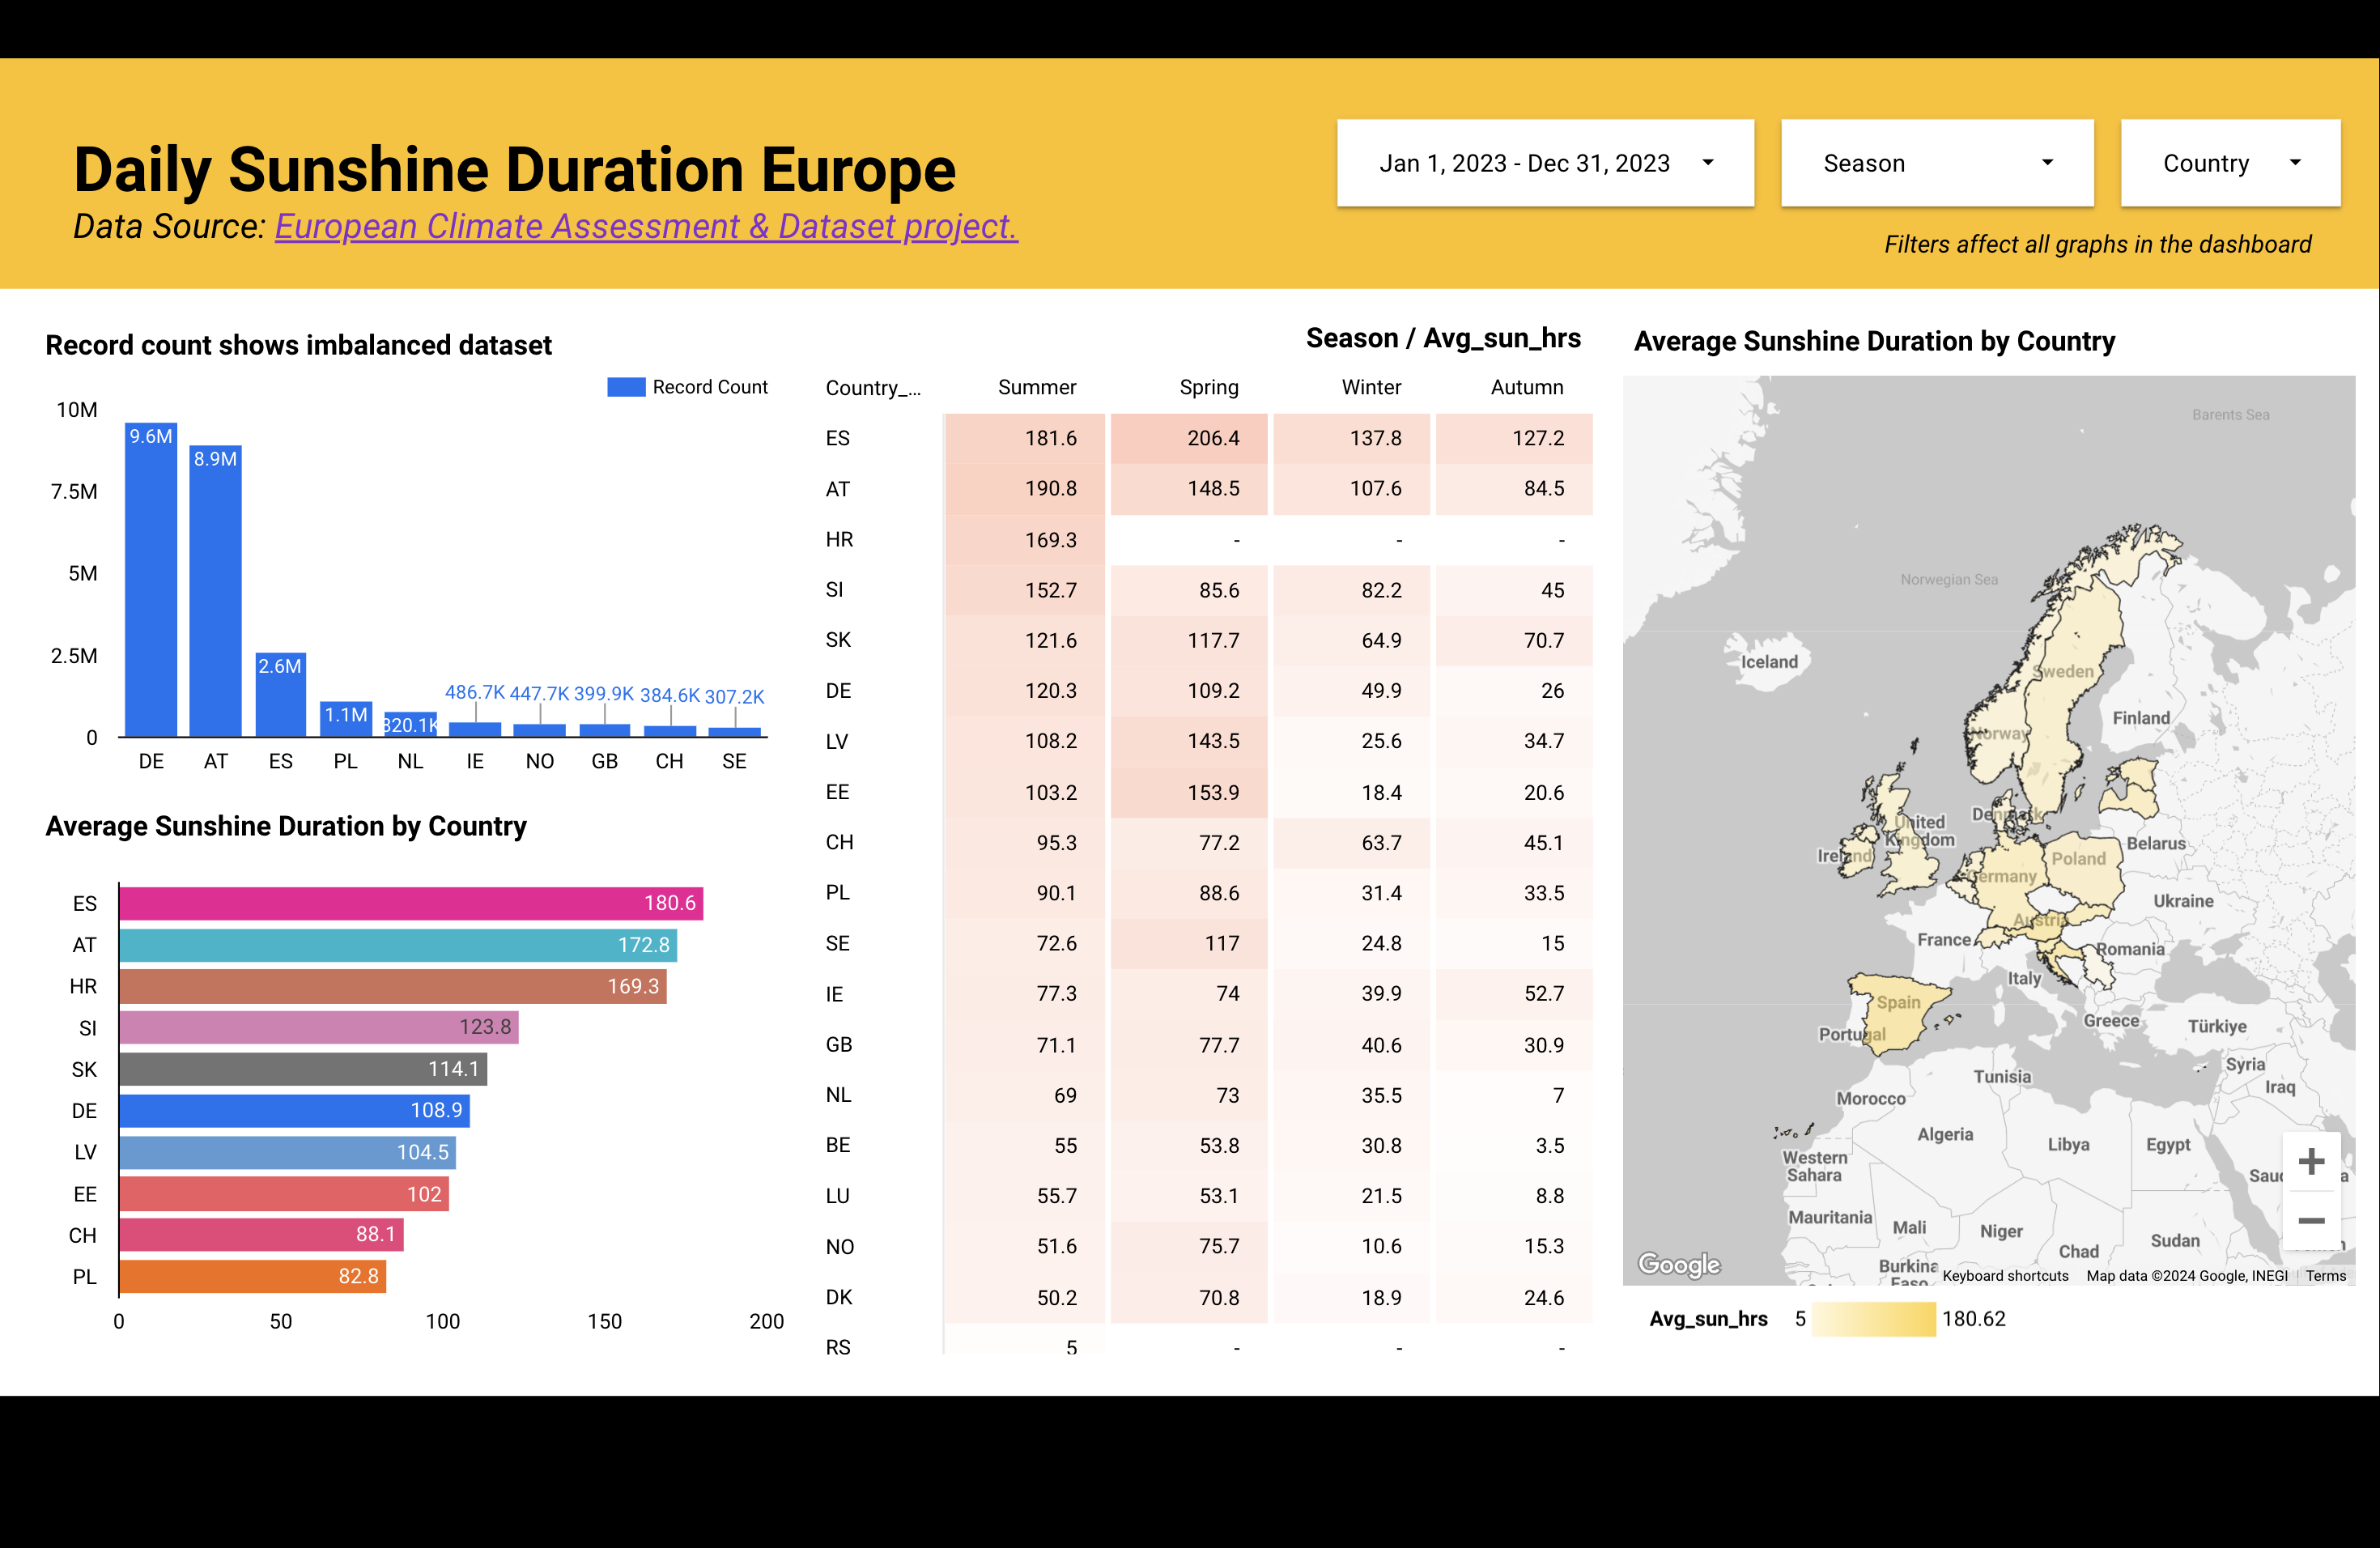 Daily Sunshine Duration Europe
Data Source: European Climate Assessment & Dataset project.
Jan 1, 2023 - Dec 31, 2023
Season
Country
Filters affect all graphs in the dashboard
Record count shows imbalanced dataset
Record Count
10M
7.5M
5M
2.5M
0
9.6M
8.9M
2.6M
1.1M
820.1K
486.7K 447.7K 399.9K 384.6K 307.2K
DE AT ES PL NL IE NO GB CH SE
Average Sunshine Duration by Country
ES 180.6
AT 172.8
HR 169.3
SI 123.8
SK 114.1
DE 108.9
LV 104.5
EE 102
CH 88.1
PL 82.8
0 50 100 150 200
Season / Avg_sun_hrs
Country_... Summer Spring Winter Autumn
ES 181.6 206.4 137.8 127.2
AT 190.8 148.5 107.6 84.5
HR 169.3 - - -
SI 152.7 85.6 82.2 45
SK 121.6 117.7 64.9 70.7
DE 120.3 109.2 49.9 26
LV 108.2 143.5 25.6 34.7
EE 103.2 153.9 18.4 20.6
CH 95.3 77.2 63.7 45.1
PL 90.1 88.6 31.4 33.5
SE 72.6 117 24.8 15
IE 77.3 74 39.9 52.7
GB 71.1 77.7 40.6 30.9
NL 69 73 35.5 7
BE 55 53.8 30.8 3.5
LU 55.7 53.1 21.5 8.8
NO 51.6 75.7 10.6 15.3
DK 50.2 70.8 18.9 24.6
RS 5 - - -
Average Sunshine Duration by Country
Barents Sea
Norwegian Sea
Iceland
Sweden
Finland
Norway
United
Kingdom
Denmark
Ireland
Belarus
Poland
Germany
Ukraine
Austria
France
Romania
Italy
Spain
Portugal
Greece
Türkiye
Syria
Iraq
Tunisia
Morocco
Algeria
Libya
Egypt
Western
Sahara
Mauritania
Mali
Niger
Chad
Sudan
Burkina
Faso
Google
Keyboard shortcuts
Map data ©2024 Google, INEGI
Terms
Avg_sun_hrs 5 180.62